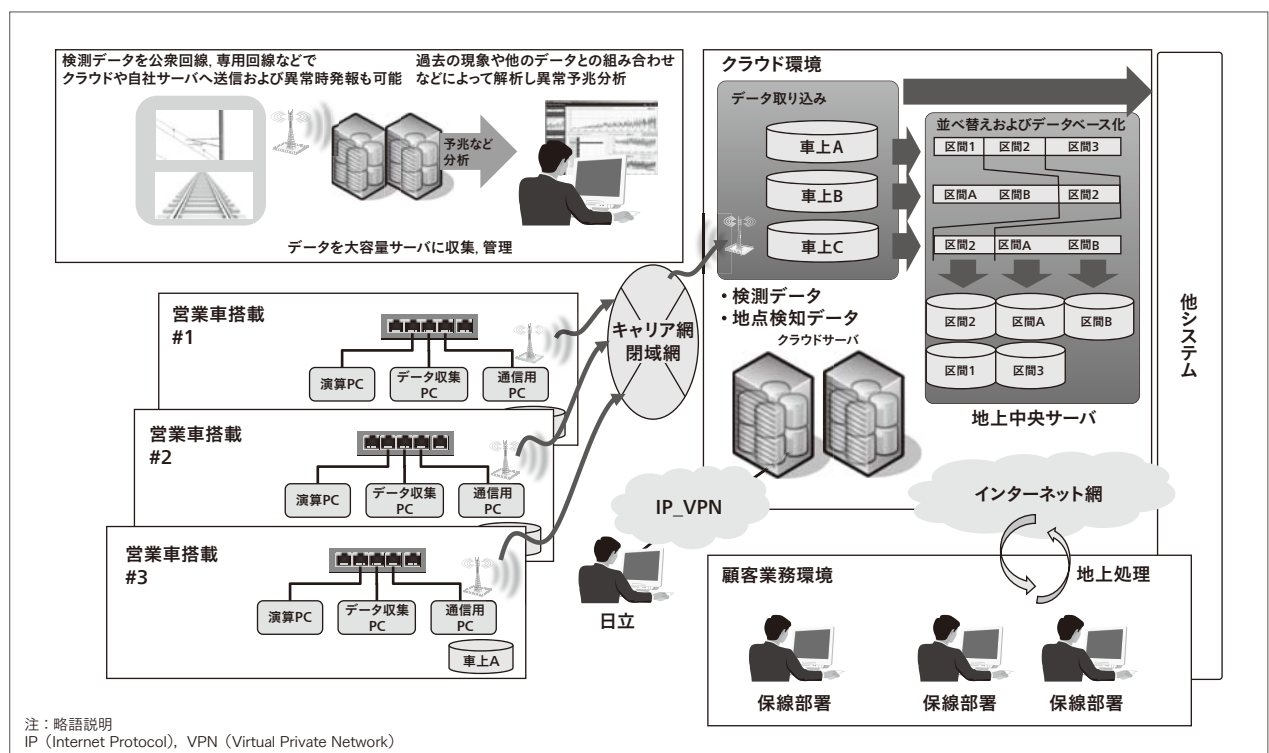 検測データを公衆回線, 専用回線などで
クラウドや自社サーバへ送信および異常時発報も可能
過去の現象や他のデータとの組み合わせ
などによって解析し異常予兆分析
予兆など
分析
データを大容量サーバに収集, 管理
営業車搭載
#1
演算PC
データ収集
PC
通信用
PC
営業車搭載
#2
演算PC
データ収集
PC
通信用
PC
営業車搭載
#3
演算PC
データ収集
PC
通信用
PC
車上A
キャリア網
閉域網
クラウド環境
データ取り込み
車上A
車上B
車上C
並べ替えおよびデータベース化
区間1 区間2 区間3
区間A 区間B 区間2
区間2 区間A 区間B
区間2 区間A 区間B
区間1 区間3
地上中央サーバ
・検測データ
・地点検知データ
クラウドサーバ
他システム
IP_VPN
日立
インターネット網
地上処理
顧客業務環境
保線部署
保線部署
保線部署
注：略語説明
IP（Internet Protocol），VPN（Virtual Private Network）